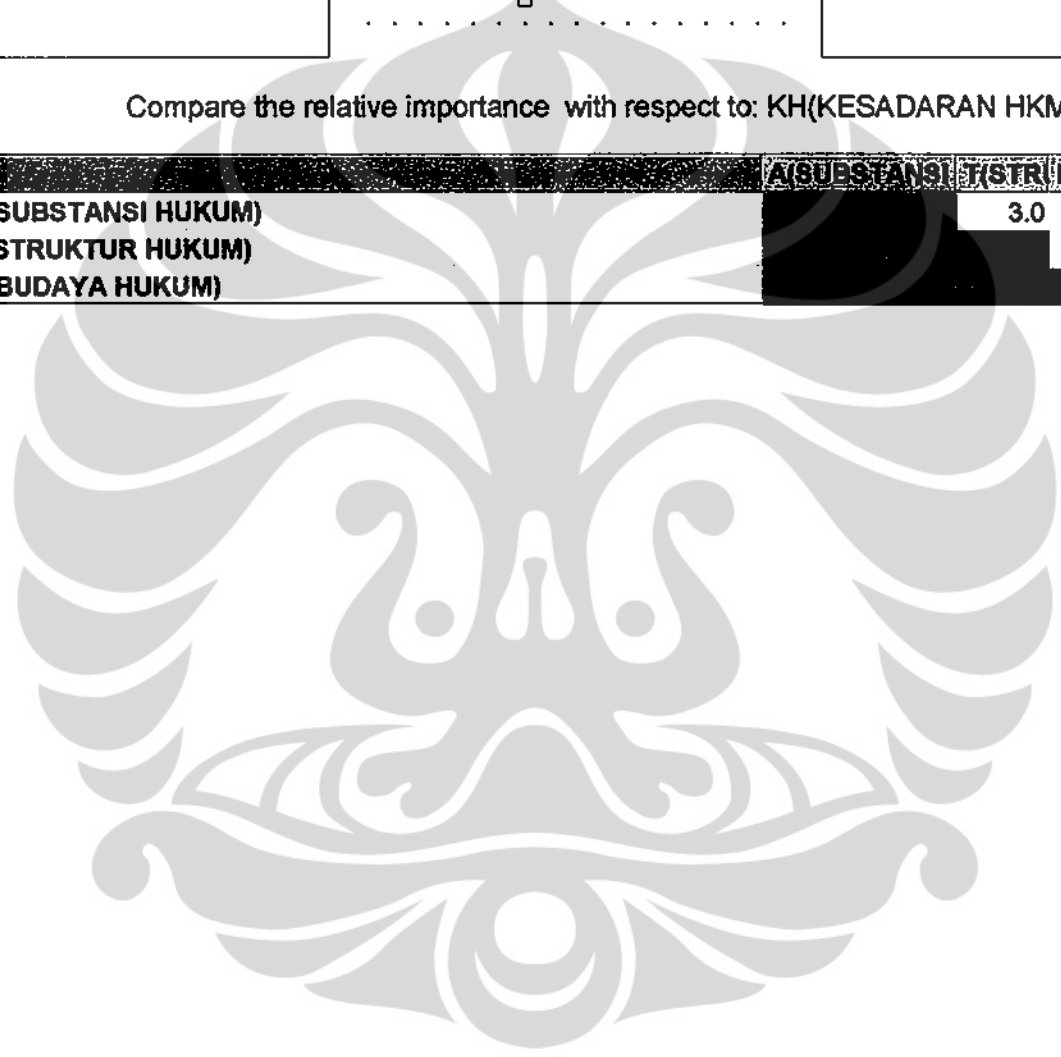 Compare the relative importance with respect to: KH(KESADARAN HKM
A(SUBSTANSI T(STRU
SUBSTANSI HUKUM) 3.0
STRUKTUR HUKUM)
BUDAYA HUKUM)